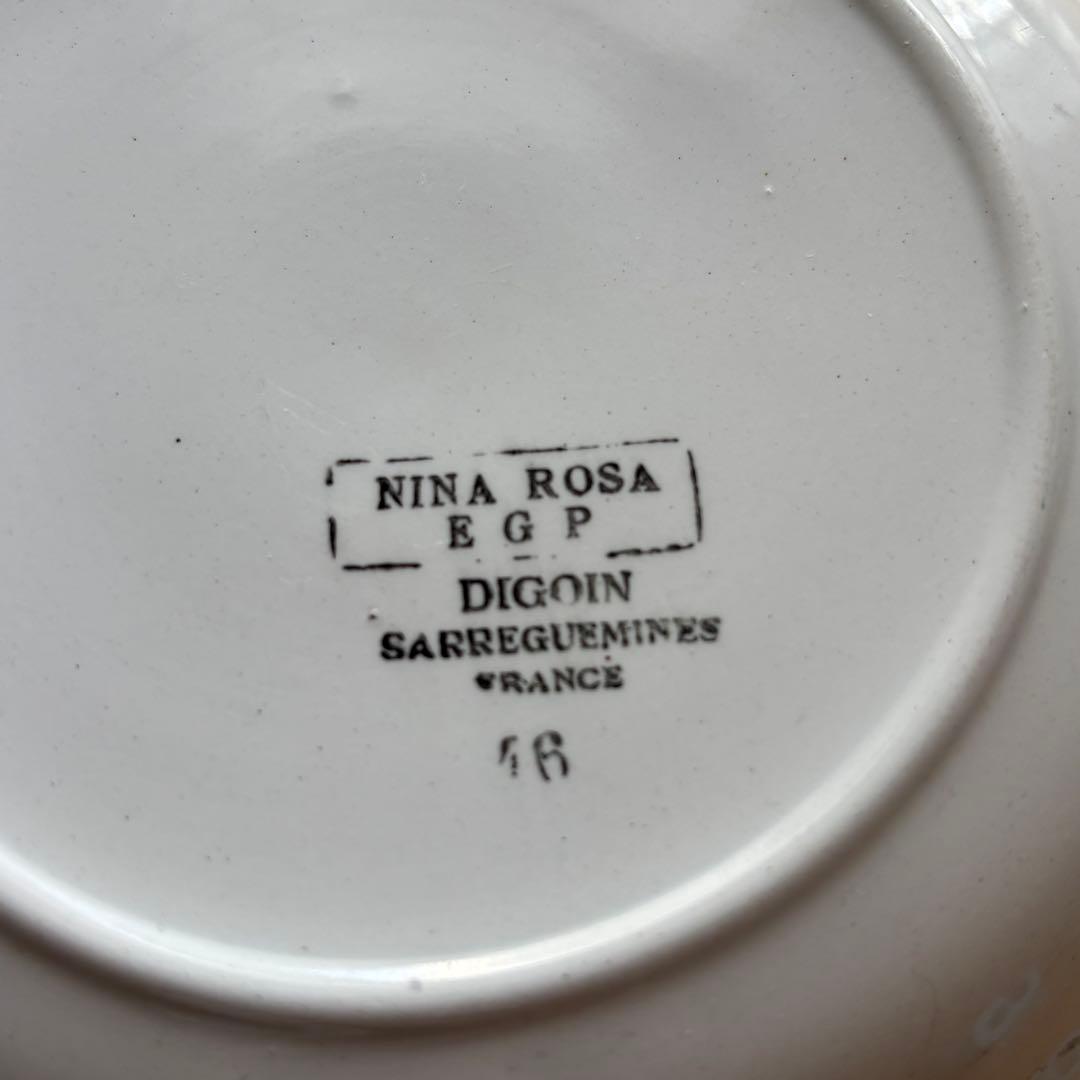 NINA ROSA
E G P
DIGOIN
SARREGUEMINES
FRANCE
46